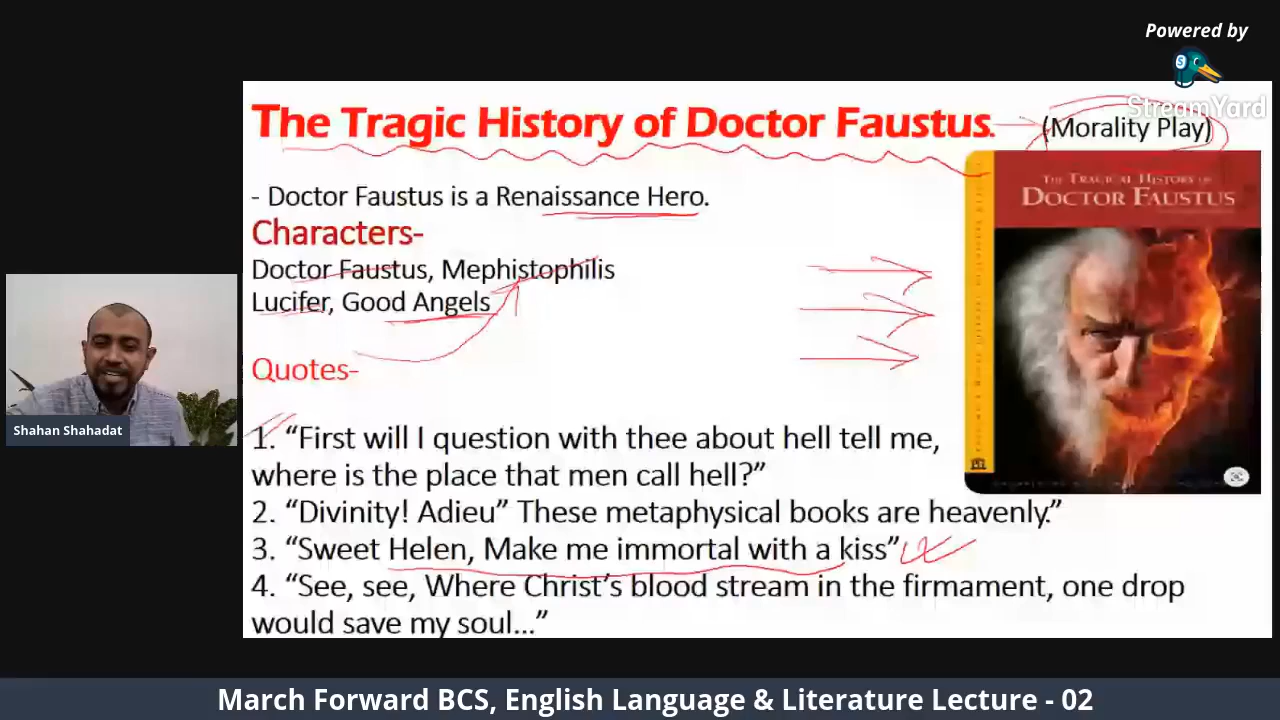 Powered by
StreamYard
The Tragic History of Doctor Faustus.
(Morality Play)
- Doctor Faustus is a Renaissance Hero.
Characters-
Doctor Faustus, Mephistophilis
Lucifer, Good Angels
Quotes-
1. “First will I question with thee about hell tell me,
where is the place that men call hell?”
2. “Divinity! Adieu” These metaphysical books are heavenly.”
3. “Sweet Helen, Make me immortal with a kiss”
4. “See, see, Where Christ’s blood stream in the firmament, one drop
would save my soul...”
THE TRAGICAL HISTORY OF
DOCTOR FAUSTUS
Shahan Shahadat
March Forward BCS, English Language & Literature Lecture - 02